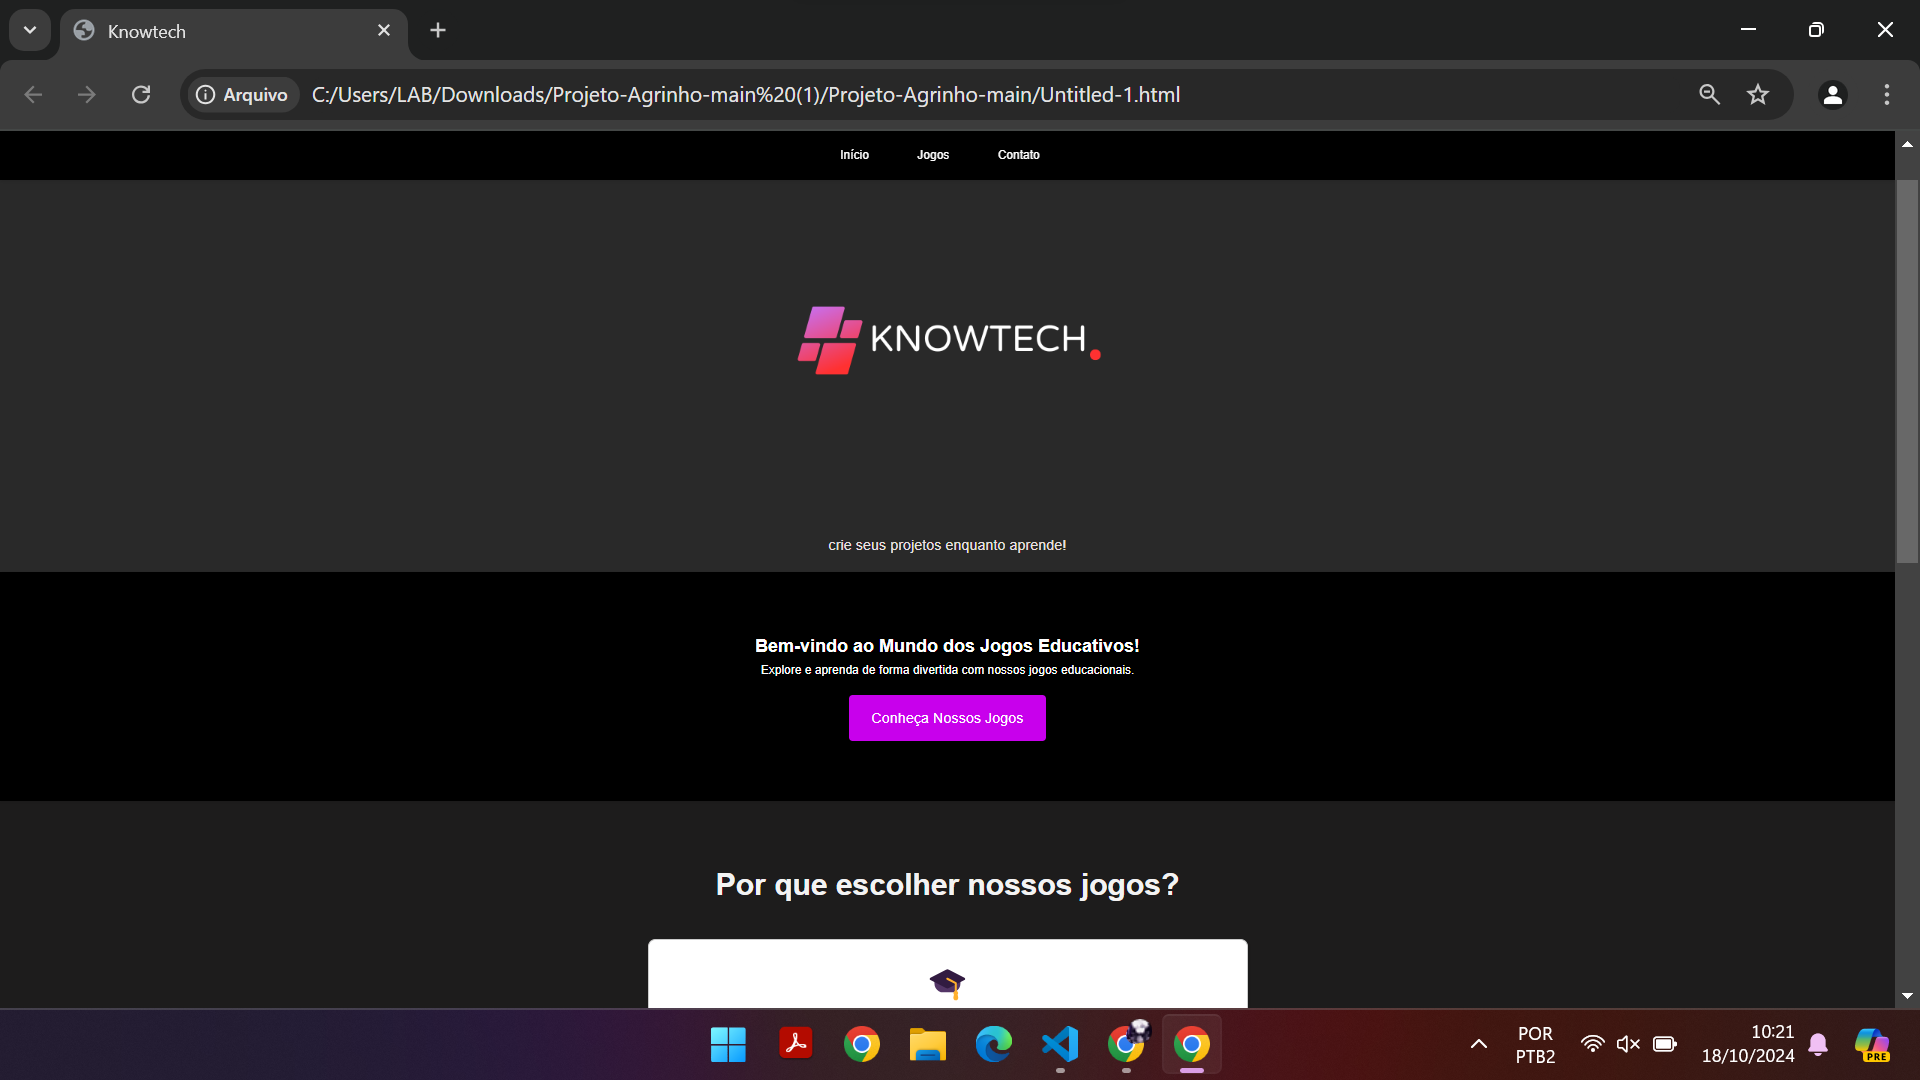 Knowtech
Arquivo
C:/Users/LAB/Downloads/Projeto-Agrinho-main%20(1)/Projeto-Agrinho-main/Untitled-1.html
Início Jogos Contato
KNOWTECH.
crie seus projetos enquanto aprende!
Bem-vindo ao Mundo dos Jogos Educativos!
Explore e aprenda de forma divertida com nossos jogos educacionais.
Conheça Nossos Jogos
Por que escolher nossos jogos?
POR
PTB2
10:21
18/10/2024
PRE